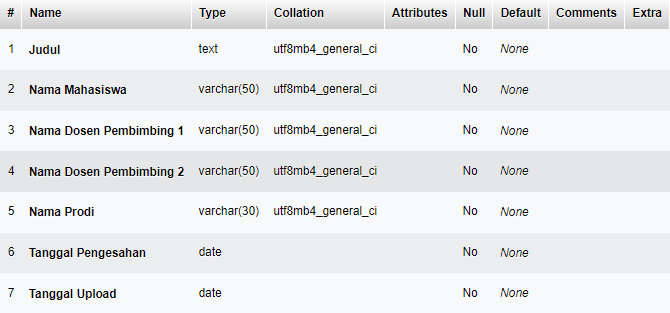 # Name Type Collation Attributes Null Default Comments Extra
1 Judul text utf8mb4_general_ci No None
2 Nama Mahasiswa varchar(50) utf8mb4_general_ci No None
3 Nama Dosen Pembimbing 1 varchar(50) utf8mb4_general_ci No None
4 Nama Dosen Pembimbing 2 varchar(50) utf8mb4_general_ci No None
5 Nama Prodi varchar(30) utf8mb4_general_ci No None
6 Tanggal Pengesahan date No None
7 Tanggal Upload date No None